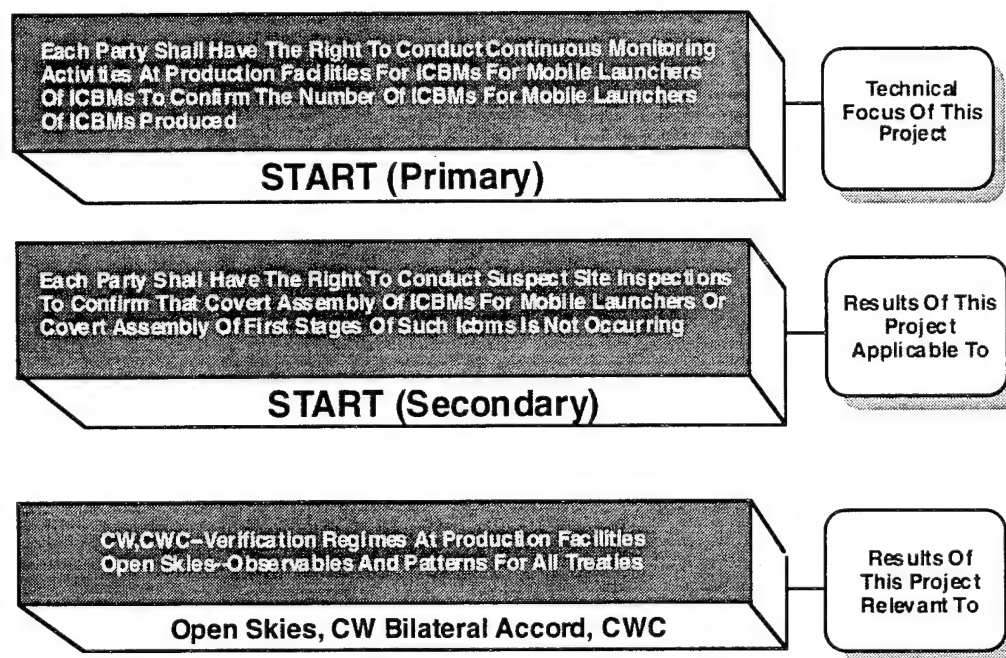 Each Party Shall Have The Right To Conduct Continuous Monitoring
Activities At Production Facilities For ICBMs For Mobile Launchers
Of ICBMs To Confirm The Number Of ICBMs For Mobile Launchers
Of ICBMs Produced
START (Primary)
Technical
Focus Of This
Project
Each Party Shall Have The Right To Conduct Suspect Site Inspections
To Confirm That Covert Assembly Of ICBMs For Mobile Launchers Or
Covert Assembly Of First Stages Of Such Icbms Is Not Occurring
START (Secondary)
Results Of This
Project
Applicable To
CW,CWC–Verification Regimes At Production Facilities
Open Skies–Observables And Patterns For All Treaties
Open Skies, CW Bilateral Accord, CWC
Results Of
This Project
Relevant To